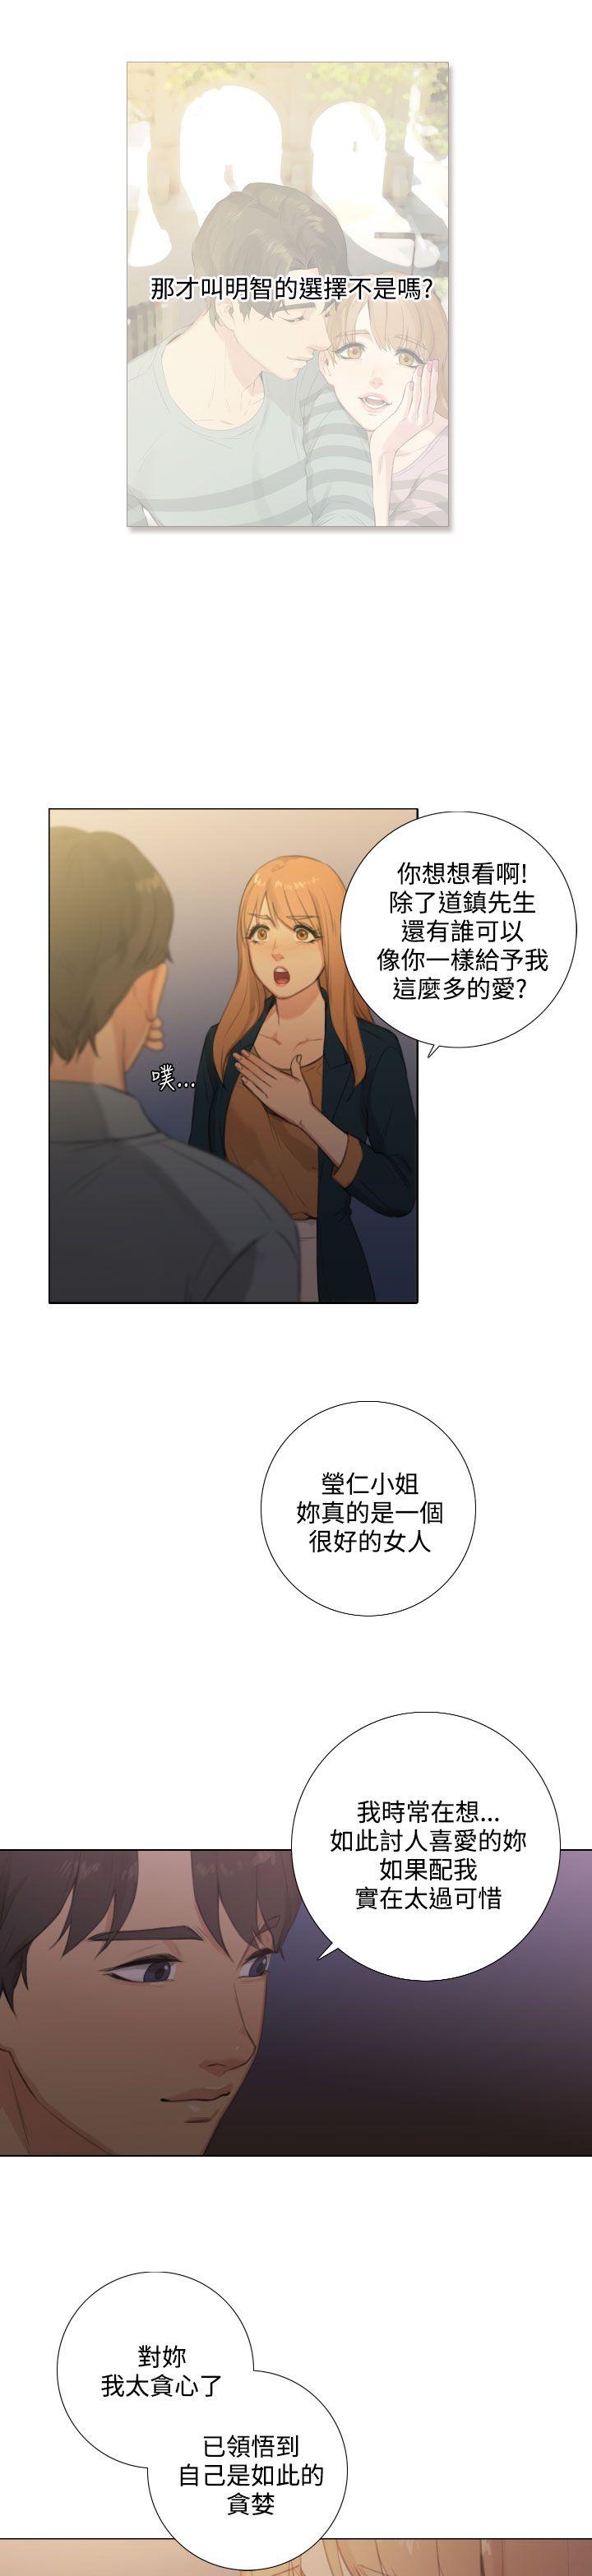 那才叫明智的選擇不是嗎?
你想想看啊!
除了道鎮先生
還有誰可以
像你一樣給予我
這麼多的愛?
噗...
瑩仁小姐
妳真的是一個
很好的女人
我時常在想...
如此討人喜愛的妳
如果配我
實在太過可惜
對妳
我太貪心了
已領悟到
自己是如此的
貪婪